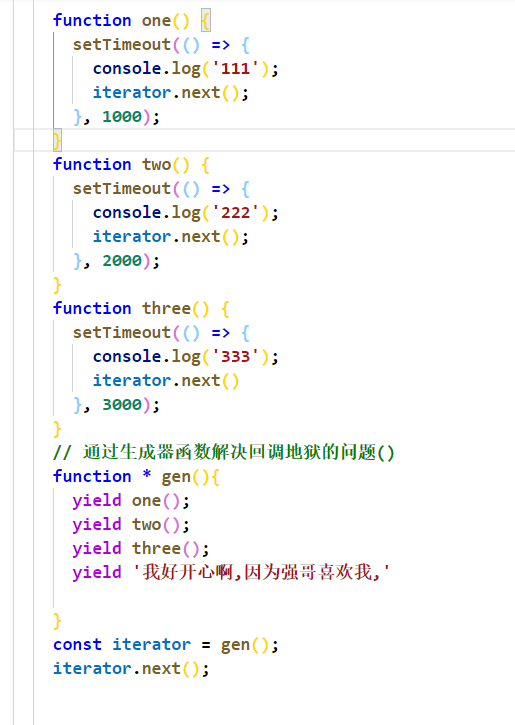 function one() {
  setTimeout(() => {
    console.log('111');
    iterator.next();
  }, 1000);
}
function two() {
  setTimeout(() => {
    console.log('222');
    iterator.next();
  }, 2000);
}
function three() {
  setTimeout(() => {
    console.log('333');
    iterator.next()
  }, 3000);
}
// 通过生成器函数解决回调地狱的问题()
function * gen(){
  yield one();
  yield two();
  yield three();
  yield '我好开心啊,因为强哥喜欢我,'
}
const iterator = gen();
iterator.next();